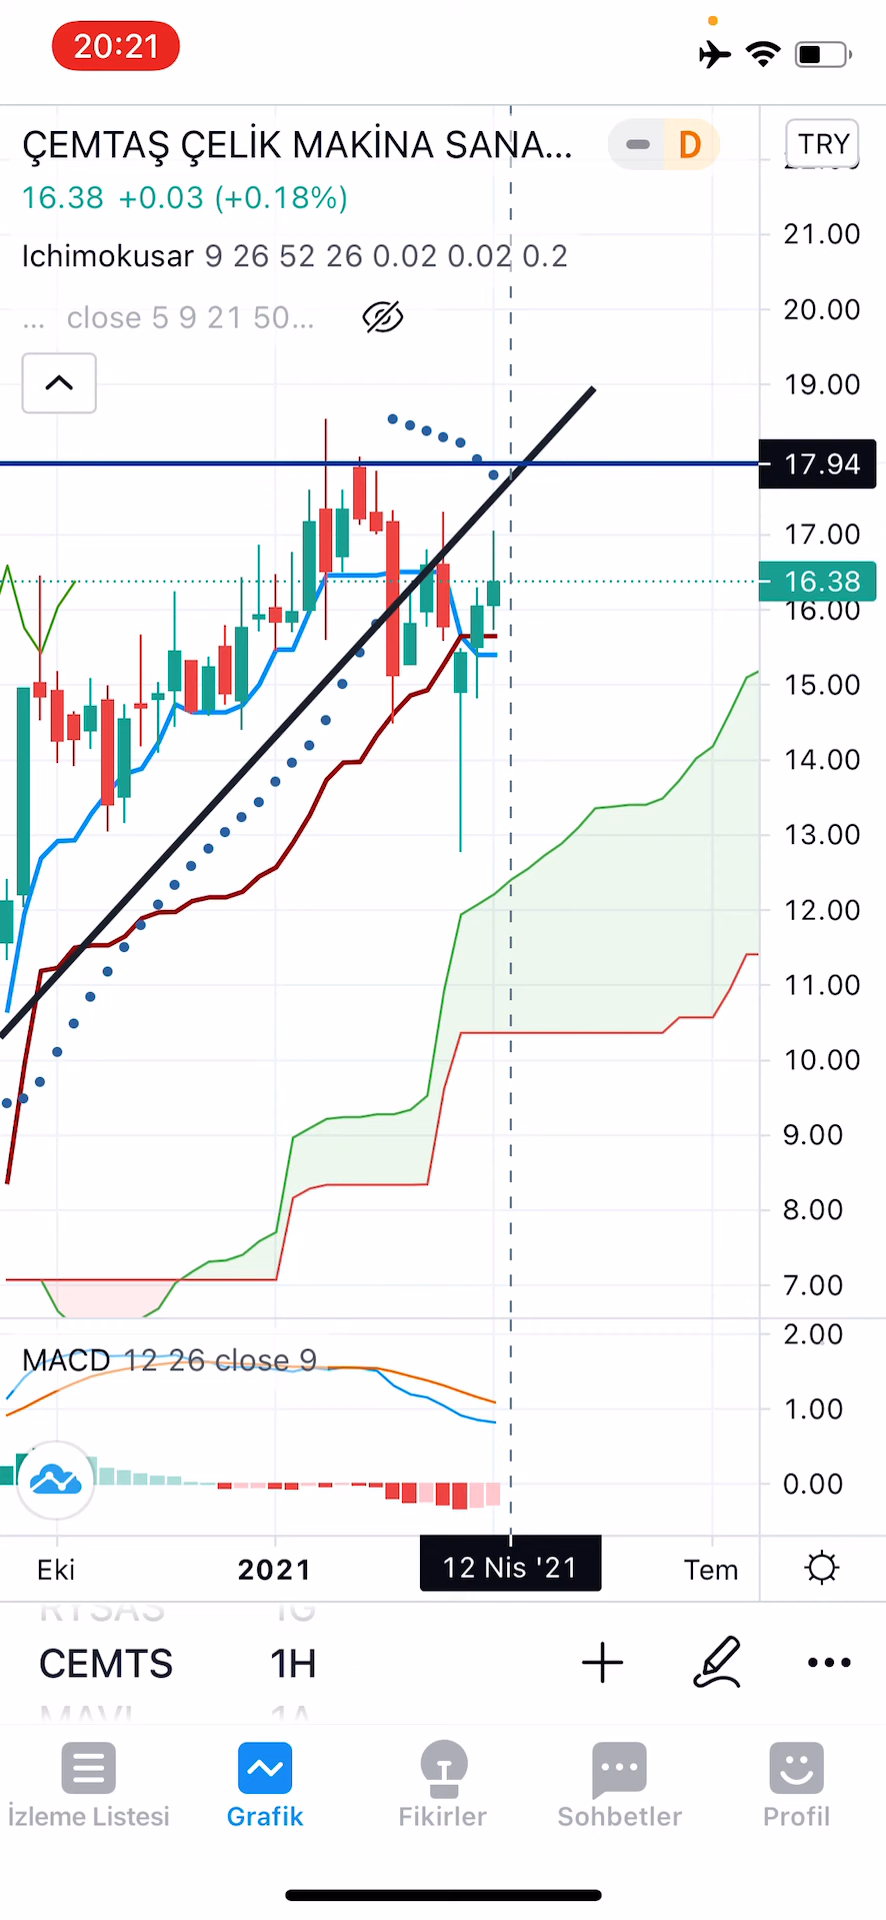 20:21
ÇEMTAŞ ÇELİK MAKİNA SANA...
D
TRY
16.38 +0.03 (+0.18%)
Ichimokusar 9 26 52 26 0.02 0.02 0.2
... close 5 9 21 50...
21.00
20.00
19.00
17.94
17.00
16.38
16.00
15.00
14.00
13.00
12.00
11.00
10.00
9.00
8.00
7.00
2.00
MACD 12 26 close 9
1.00
0.00
Eki
2021
12 Nis '21
Tem
RYSAS 1G
CEMTS 1H
MAVI 1A
İzleme Listesi
Grafik
Fikirler
Sohbetler
Profil